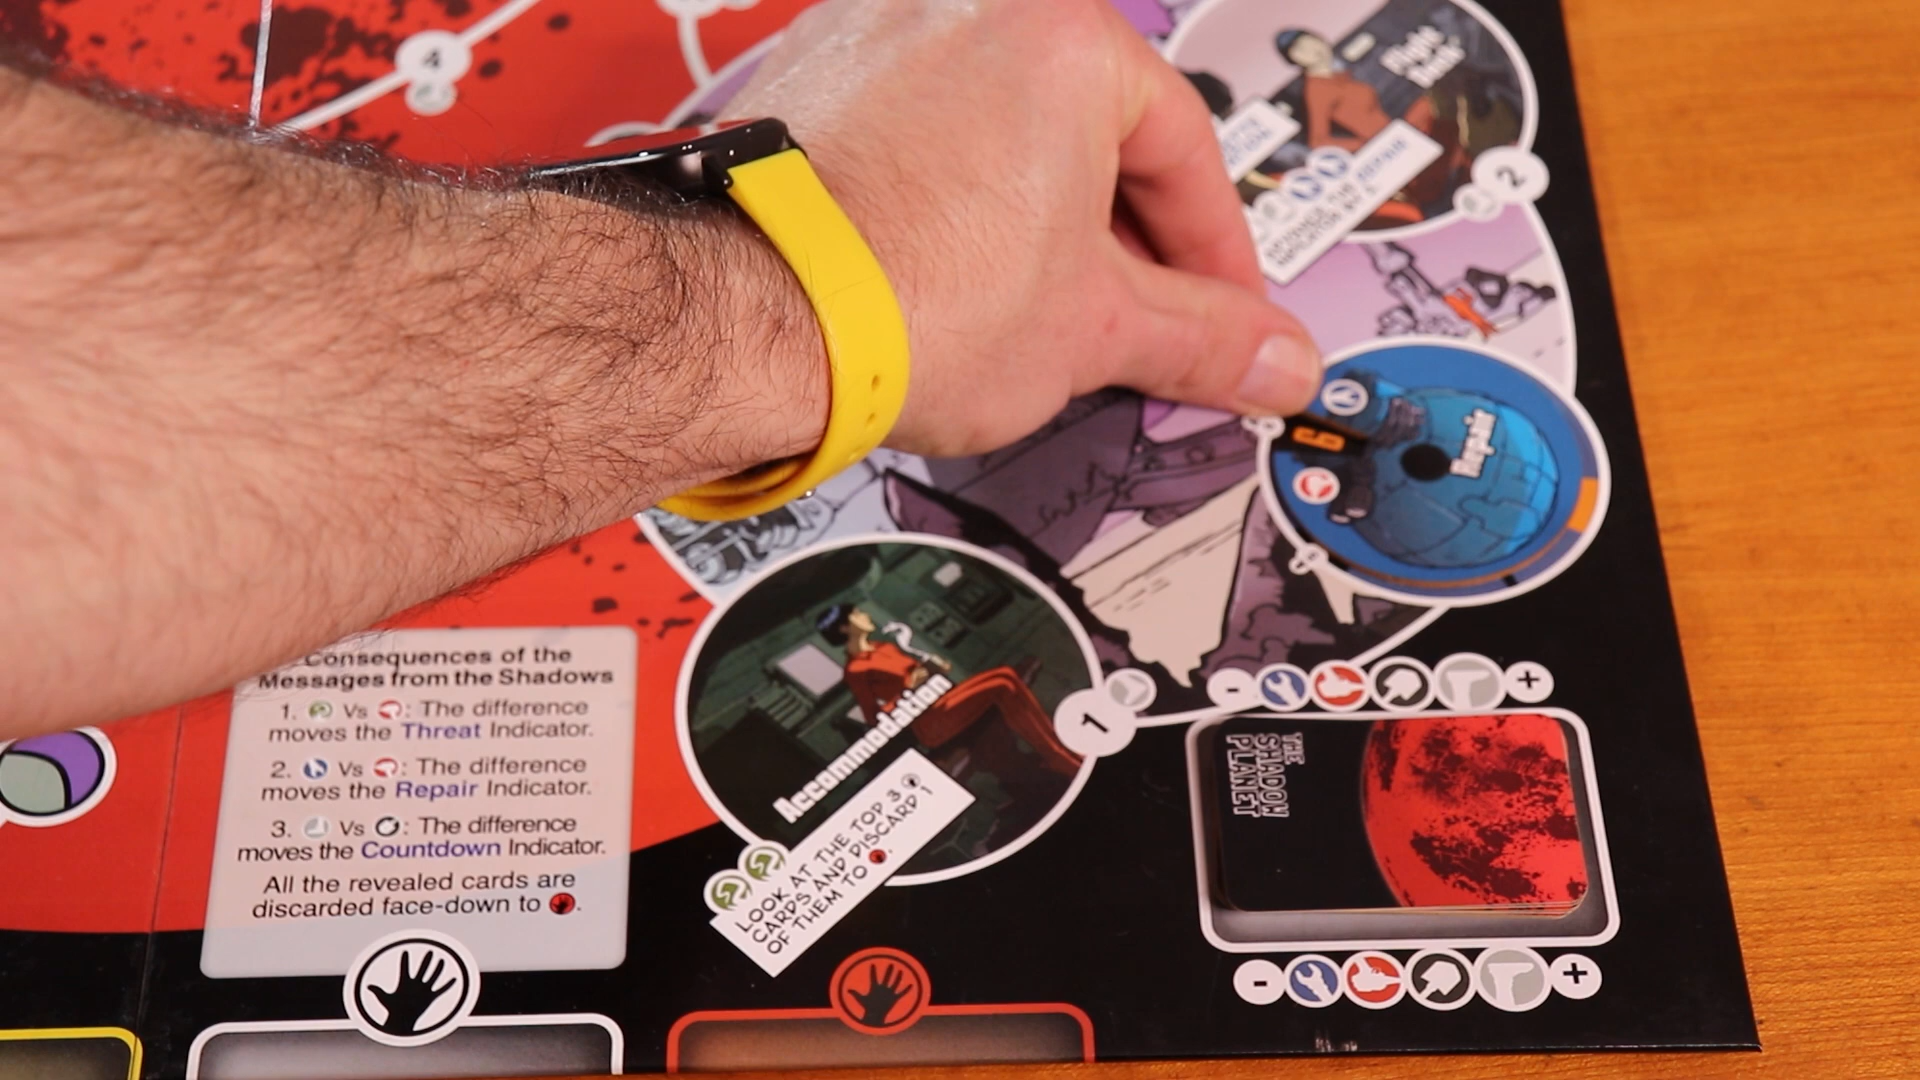 4
Flight
Deck
2
Repair
6
Consequences of the
Messages from the Shadows
1. Vs : The difference
moves the Threat Indicator.
2. Vs : The difference
moves the Repair Indicator.
3. Vs : The difference
moves the Countdown Indicator.
All the revealed cards are
discarded face-down to .
Accommodation
1
LOOK AT THE TOP 3
CARDS AND DISCARD 1
OF THEM TO .
- +
THE
SHADOW
PLANET
- +